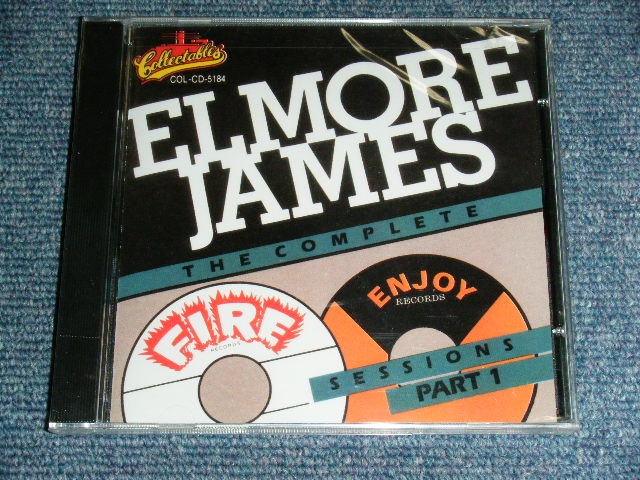 Collectables
COL-CD-5184
ELMORE
JAMES
THE COMPLETE
FIRE
RECORDS
ENJOY
RECORDS
SESSIONS
PART 1